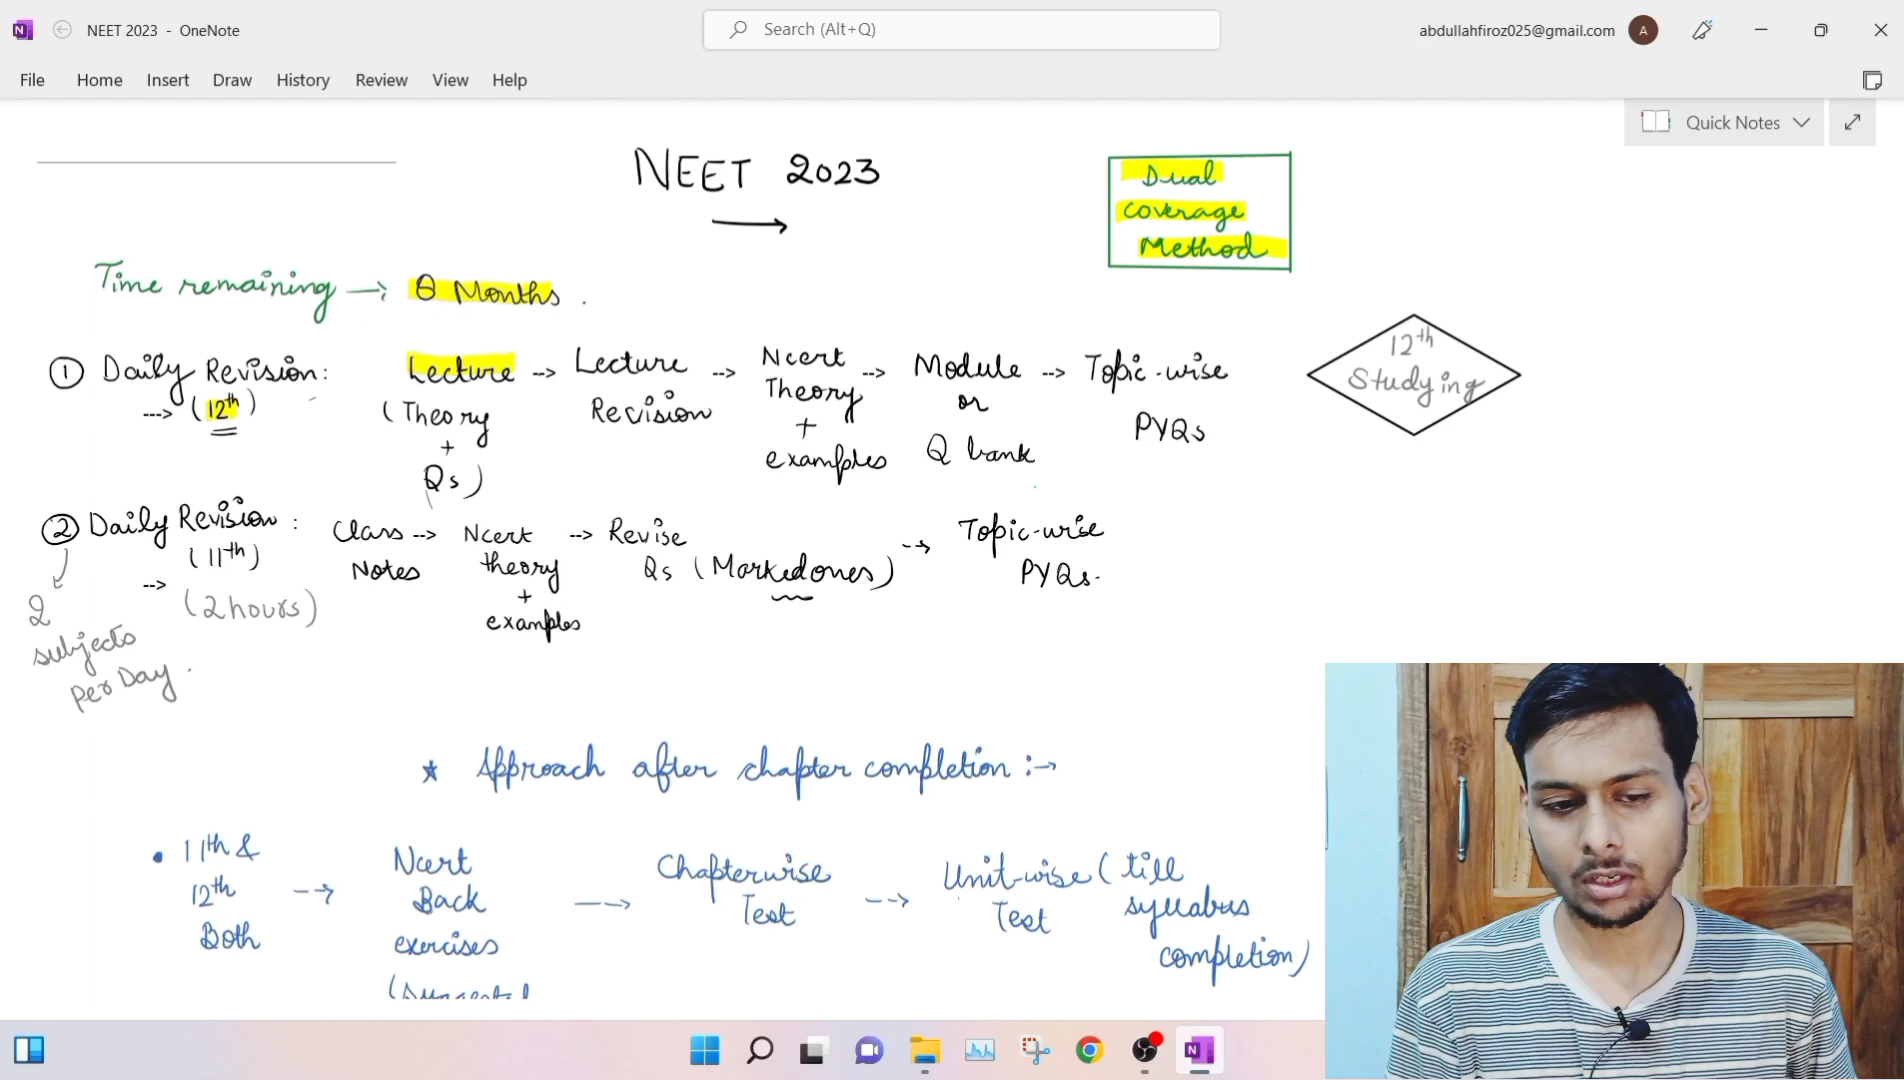 NEET 2023 - OneNote
Search (Alt+Q)
abdullahfiroz025@gmail.com
A
File Home Insert Draw History Review View Help
Quick Notes
NEET 2023
Dual
coverage
Method
Time remaining → 8 Months .
① Daily Revision:
---> (12th)
Lecture
(Theory
+
Qs)
-->
Lecture
Revision
-->
Ncert
Theory
+
examples
-->
Module
or
Q bank
-->
Topic-wise
PYQs
12th
Studying
② Daily Revision :
(11th)
-->
(2 hours)
2
subjects
Per Day.
Class
Notes
-->
Ncert
theory
+
examples
-->
Revise
Qs (Marked ones)
-->
Topic-wise
PYQs.
* Approach after chapter completion :→
• 11th &
12th
Both
-->
Ncert
Back
exercises
-->
Chapterwise
Test
-->
Unit-wise
Test
(till
syllabus
completion)